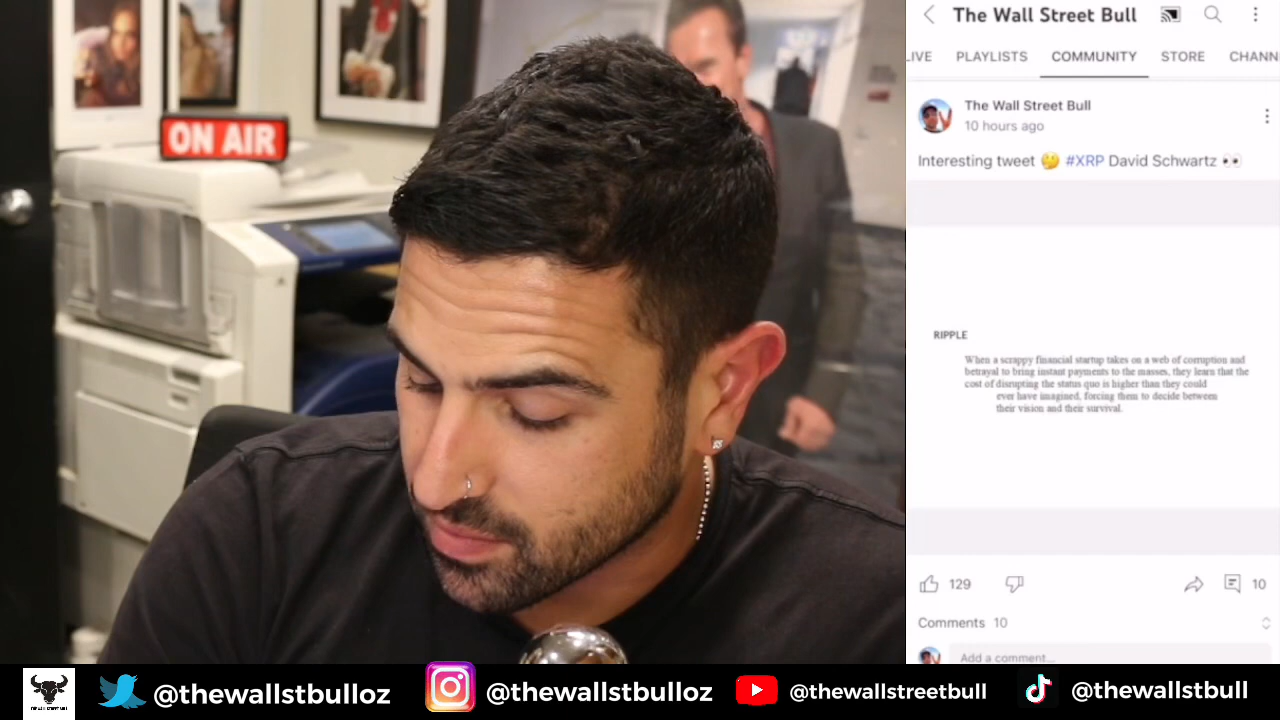 ON AIR
The Wall Street Bull
LIVE PLAYLISTS COMMUNITY STORE CHANN
The Wall Street Bull
10 hours ago
Interesting tweet 🤔 #XRP David Schwartz 👀
RIPPLE
When a scrappy financial startup takes on a web of corruption and
betrayal to bring instant payments to the masses, they learn that the
cost of disrupting the status quo is higher than they could
ever have imagined, forcing them to decide between
their vision and their survival.
129
10
Comments 10
Add a comment...
@thewallstbulloz
@thewallstbulloz
@thewallstreetbull
@thewallstbull